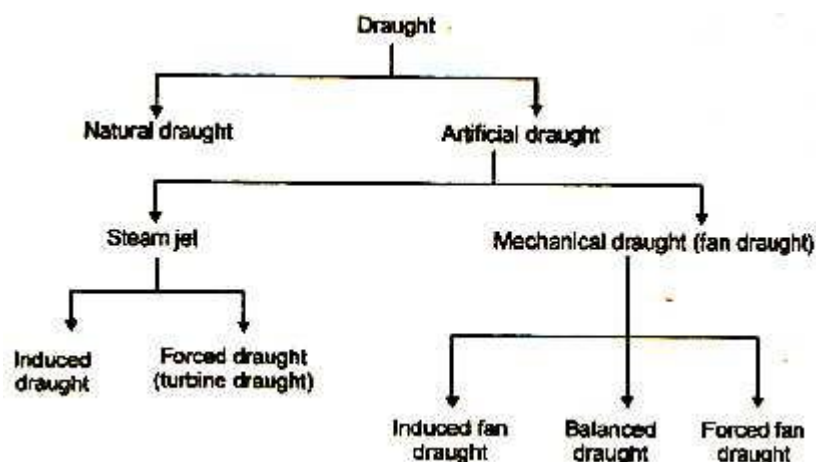 Draught
Natural draught
Artificial draught
Steam jet
Mechanical draught (fan draught)
Induced
draught
Forced draught
(turbine draught)
Induced fan
draught
Balanced
draught
Forced fan
draught